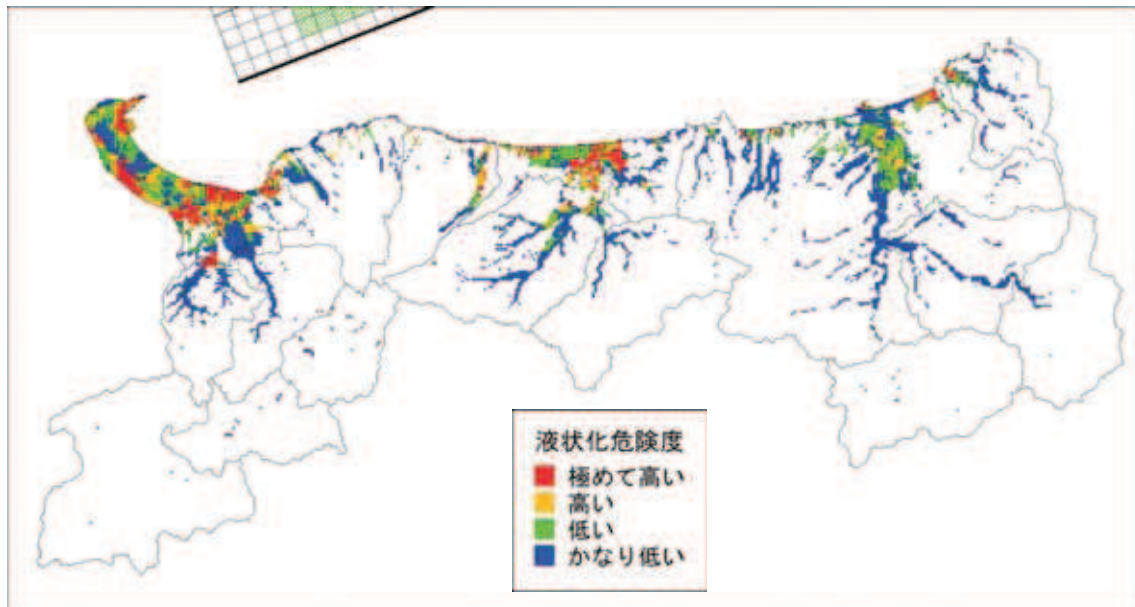 液状化危険度
極めて高い
高い
低い
かなり低い